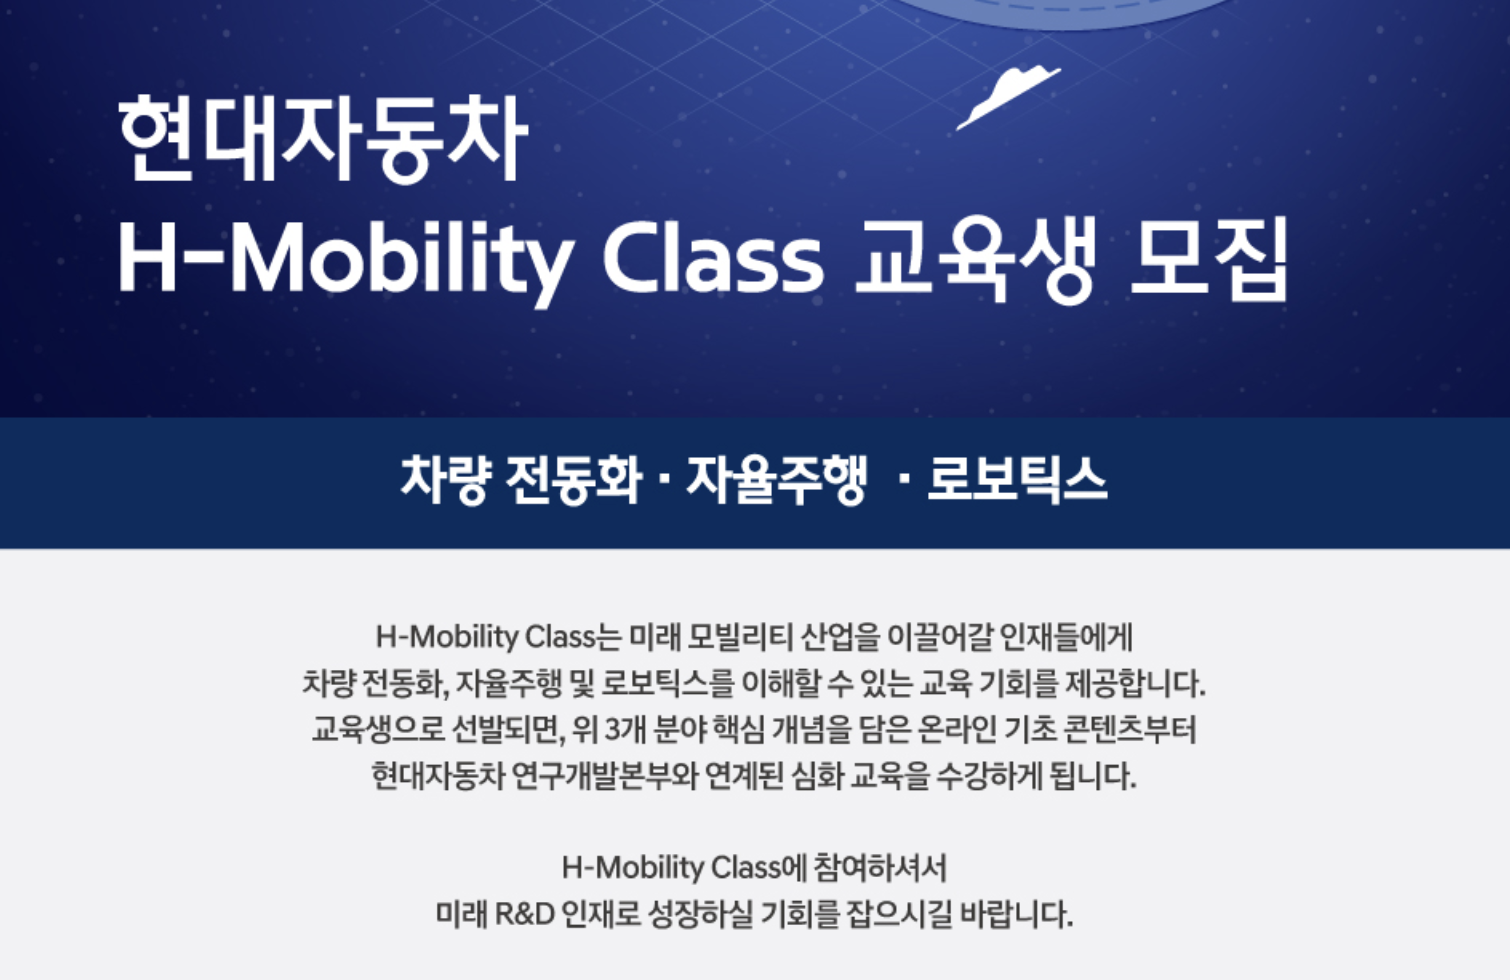 현대자동차
H-Mobility Class 교육생 모집
차량 전동화 · 자율주행 · 로보틱스
H-Mobility Class는 미래 모빌리티 산업을 이끌어갈 인재들에게
차량 전동화, 자율주행 및 로보틱스를 이해할 수 있는 교육 기회를 제공합니다.
교육생으로 선발되면, 위 3개 분야 핵심 개념을 담은 온라인 기초 콘텐츠부터
현대자동차 연구개발본부와 연계된 심화 교육을 수강하게 됩니다.
H-Mobility Class에 참여하셔서
미래 R&D 인재로 성장하실 기회를 잡으시길 바랍니다.